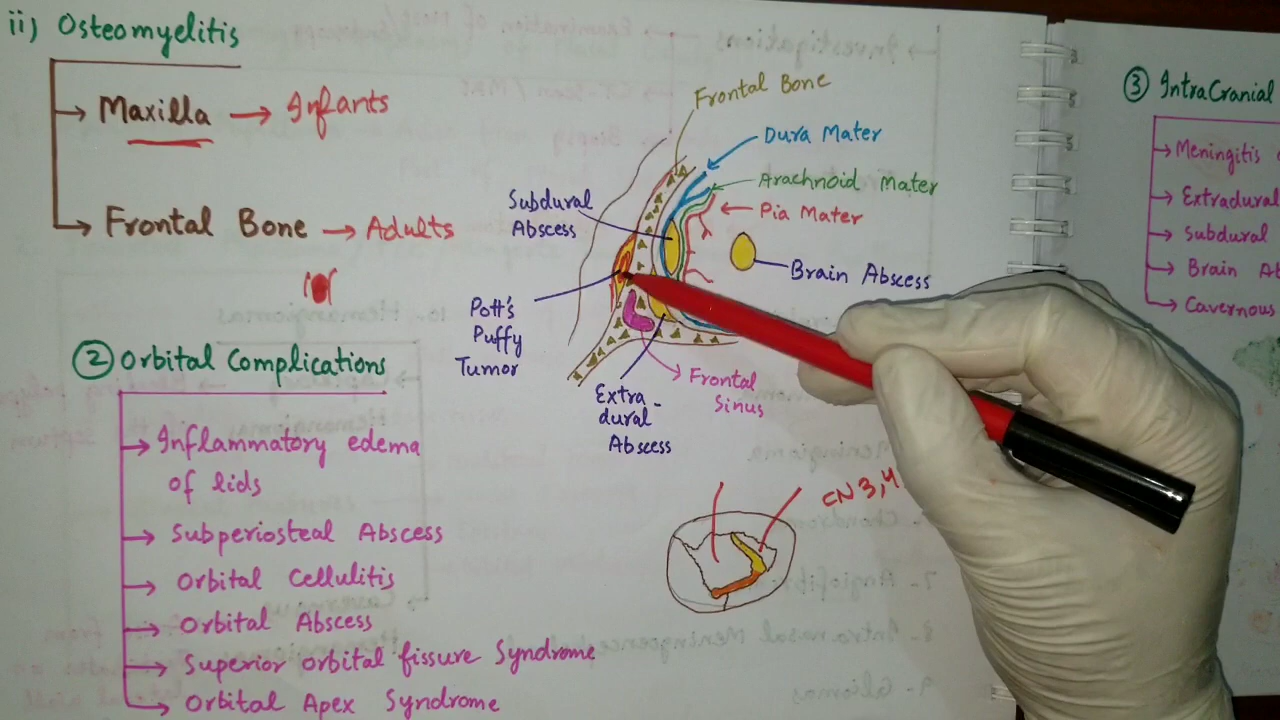 ii) Osteomyelitis
Maxilla → Infants
Frontal Bone → Adults
② Orbital Complications
Inflammatory edema
of lids
Subperiosteal Abscess
Orbital Cellulitis
Orbital Abscess
Superior orbital fissure Syndrome
Orbital Apex Syndrome
Frontal Bone
Dura Mater
Arachnoid Mater
Pia Mater
Subdural
Abscess
Brain Abscess
Pott's
Puffy
Tumor
Frontal
Sinus
Extra-
dural
Abscess
CN 3,4
③ IntraCranial
Meningitis
Extradural
Subdural
Brain Ab
Cavernous